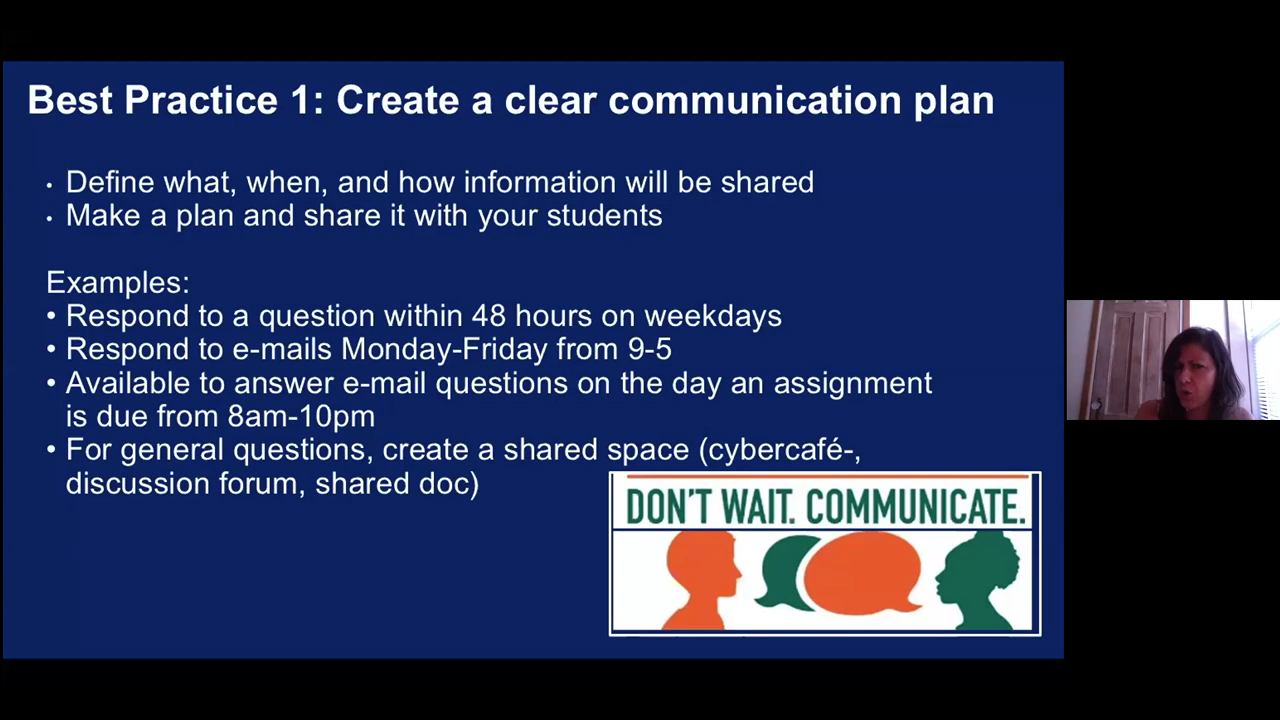 Best Practice 1: Create a clear communication plan
• Define what, when, and how information will be shared
• Make a plan and share it with your students
Examples:
• Respond to a question within 48 hours on weekdays
• Respond to e-mails Monday-Friday from 9-5
• Available to answer e-mail questions on the day an assignment
is due from 8am-10pm
• For general questions, create a shared space (cybercafé-,
discussion forum, shared doc)
DON'T WAIT. COMMUNICATE.